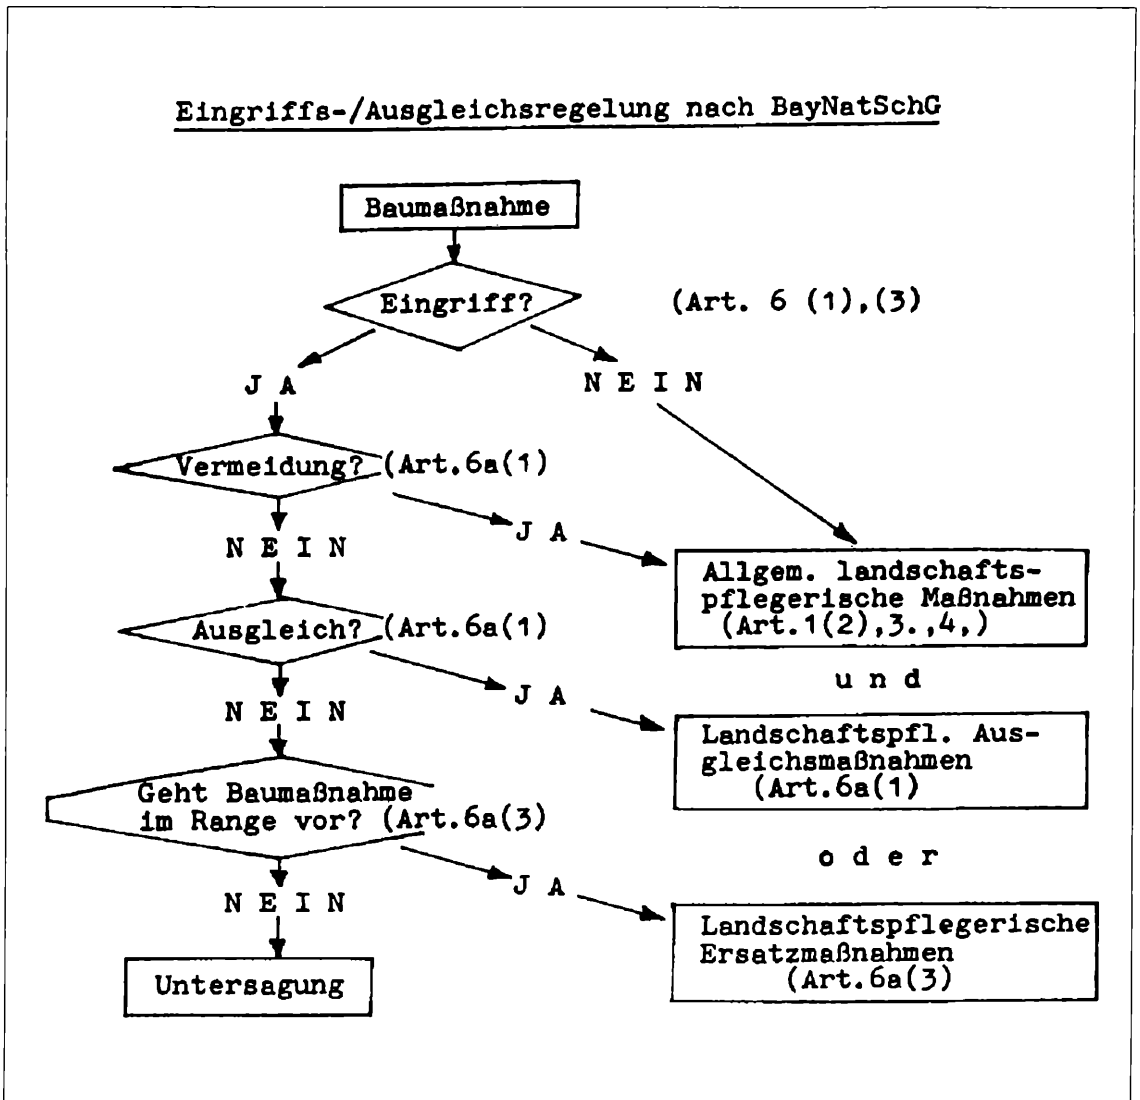 Eingriffs-/Ausgleichsregelung nach BayNatSchG
Baumaßnahme
Eingriff?
(Art. 6 (1),(3)
J A
N E I N
Vermeidung? (Art.6a(1)
J A
N E I N
Allgem. landschafts-
pflegerische Maßnahmen
(Art.1(2),3.,4,)
Ausgleich? (Art.6a(1)
u n d
J A
N E I N
Landschaftspfl. Aus-
gleichsmaßnahmen
(Art.6a(1)
Geht Baumaßnahme
im Range vor? (Art.6a(3)
o d e r
J A
N E I N
Landschaftspflegerische
Ersatzmaßnahmen
(Art.6a(3)
Untersagung